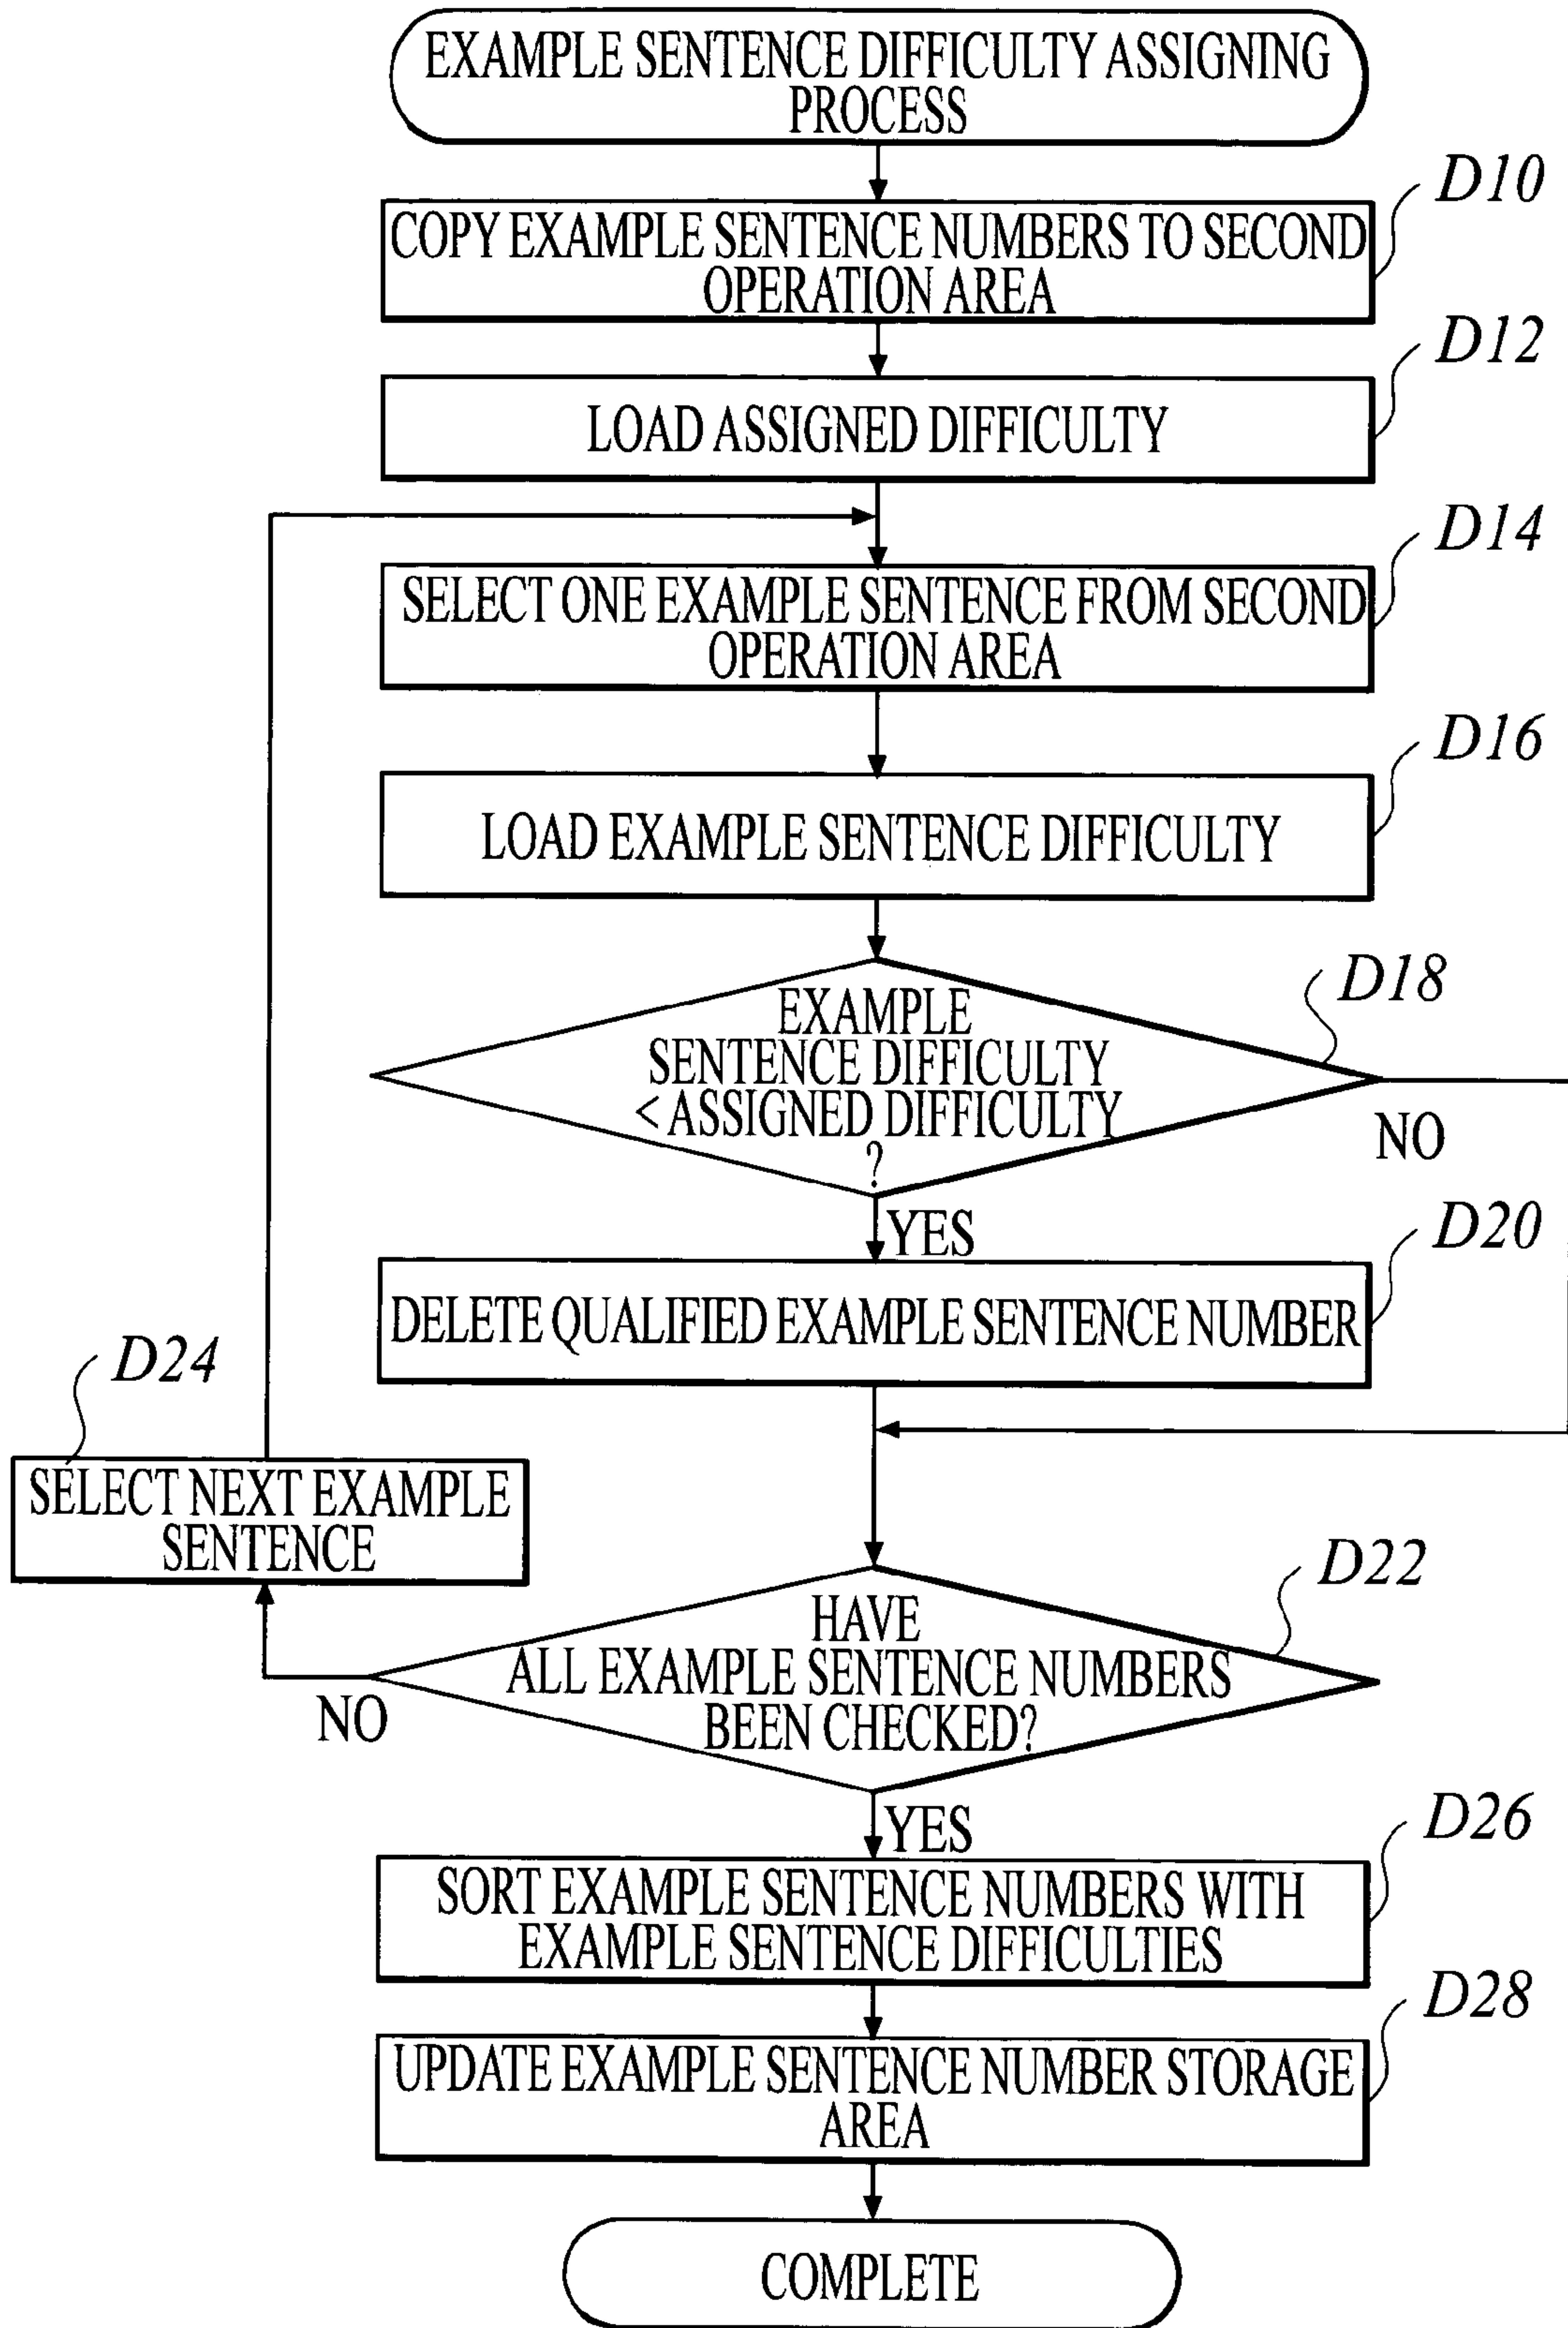 EXAMPLE SENTENCE DIFFICULTY ASSIGNING
PROCESS
D10
COPY EXAMPLE SENTENCE NUMBERS TO SECOND
OPERATION AREA
D12
LOAD ASSIGNED DIFFICULTY
D14
SELECT ONE EXAMPLE SENTENCE FROM SECOND
OPERATION AREA
D16
LOAD EXAMPLE SENTENCE DIFFICULTY
D18
EXAMPLE
SENTENCE DIFFICULTY
< ASSIGNED DIFFICULTY
?
NO
YES
D20
DELETE QUALIFIED EXAMPLE SENTENCE NUMBER
D24
SELECT NEXT EXAMPLE
SENTENCE
D22
HAVE
ALL EXAMPLE SENTENCE NUMBERS
BEEN CHECKED?
NO
YES
D26
SORT EXAMPLE SENTENCE NUMBERS WITH
EXAMPLE SENTENCE DIFFICULTIES
D28
UPDATE EXAMPLE SENTENCE NUMBER STORAGE
AREA
COMPLETE